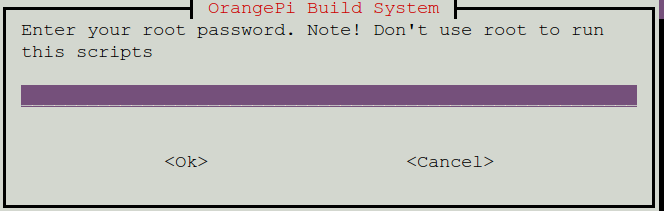 OrangePi Build System
Enter your root password. Note! Don't use root to run
this scripts
<Ok> <Cancel>